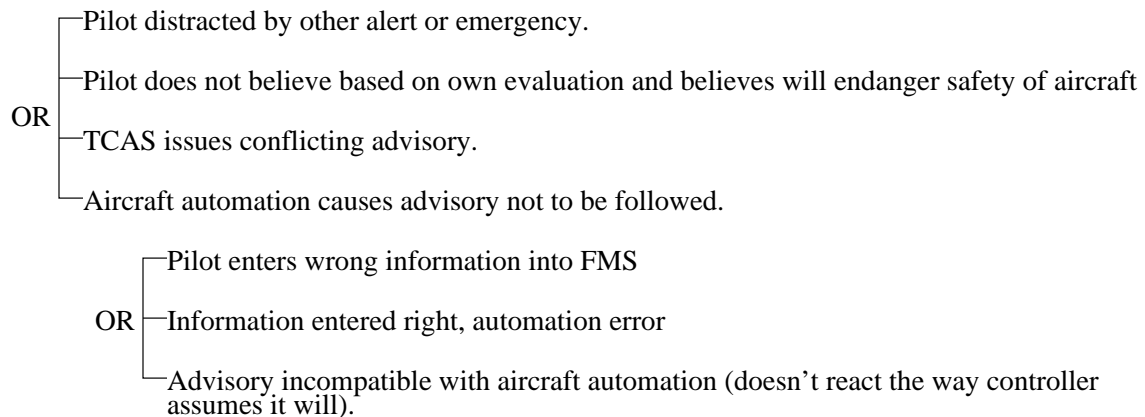 Pilot distracted by other alert or emergency.
Pilot does not believe based on own evaluation and believes will endanger safety of aircraft
OR
TCAS issues conflicting advisory.
Aircraft automation causes advisory not to be followed.
Pilot enters wrong information into FMS
OR
Information entered right, automation error
Advisory incompatible with aircraft automation (doesn't react the way controller
assumes it will).